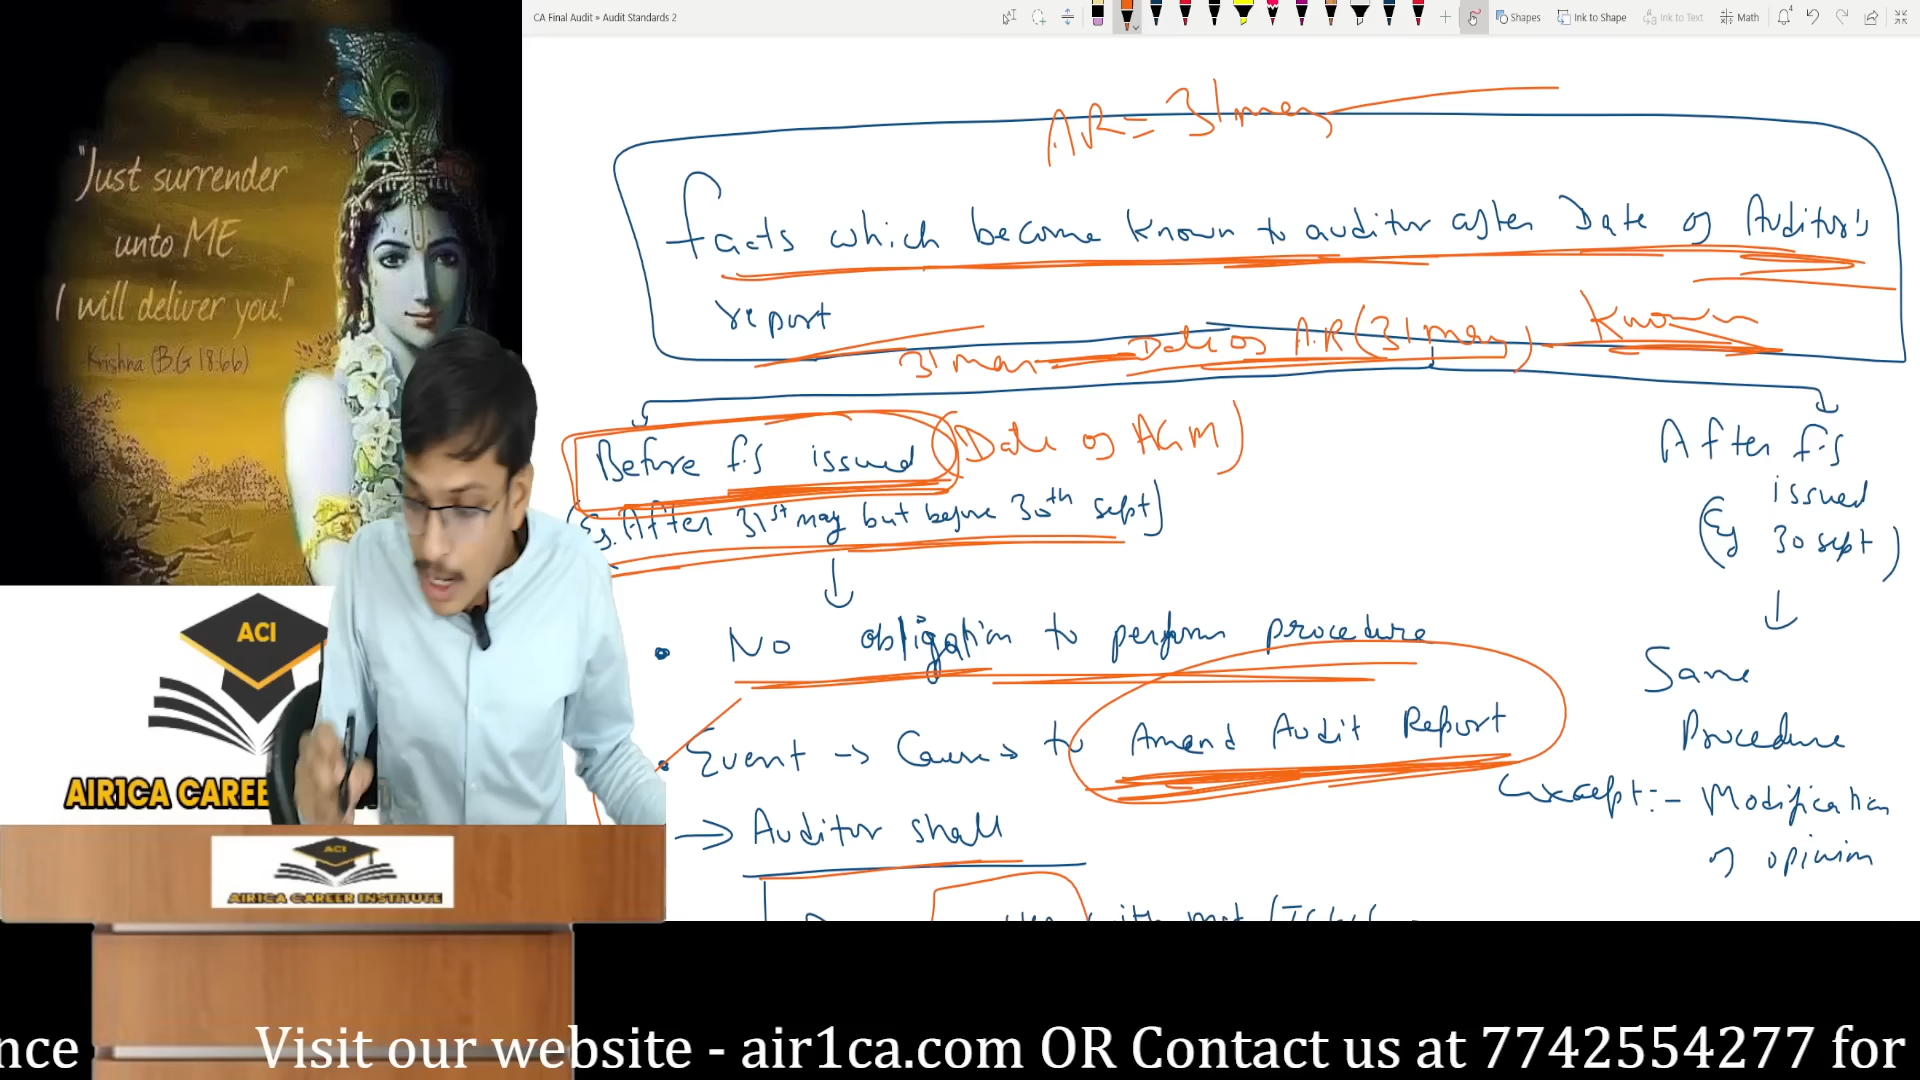 CA Final Audit » Audit Standards 2
Shapes
Ink to Shape
Ink to Text
Math
"Just surrender
unto ME
I will deliver you!"
Krishna (B.G 18:66)
AR = 31 may
Facts which become known to auditor after Date of Auditor's
report
31 mar Date of AR (31 may) Known
Before f.s issued (Date of AGM)
(Eg. After 31st may but before 30th sept)
After f.s
issued
(Eg 30 sept)
• No obligation to perform procedure
• Event → Cause → to Amend Audit Report
→ Auditor shall
Same
Procedure
Except:- Modification
of opinion
ACI
AIR1CA CAREE
ACI
AIR1CA CAREER INSTITUTE
nce Visit our website - air1ca.com OR Contact us at 7742554277 for